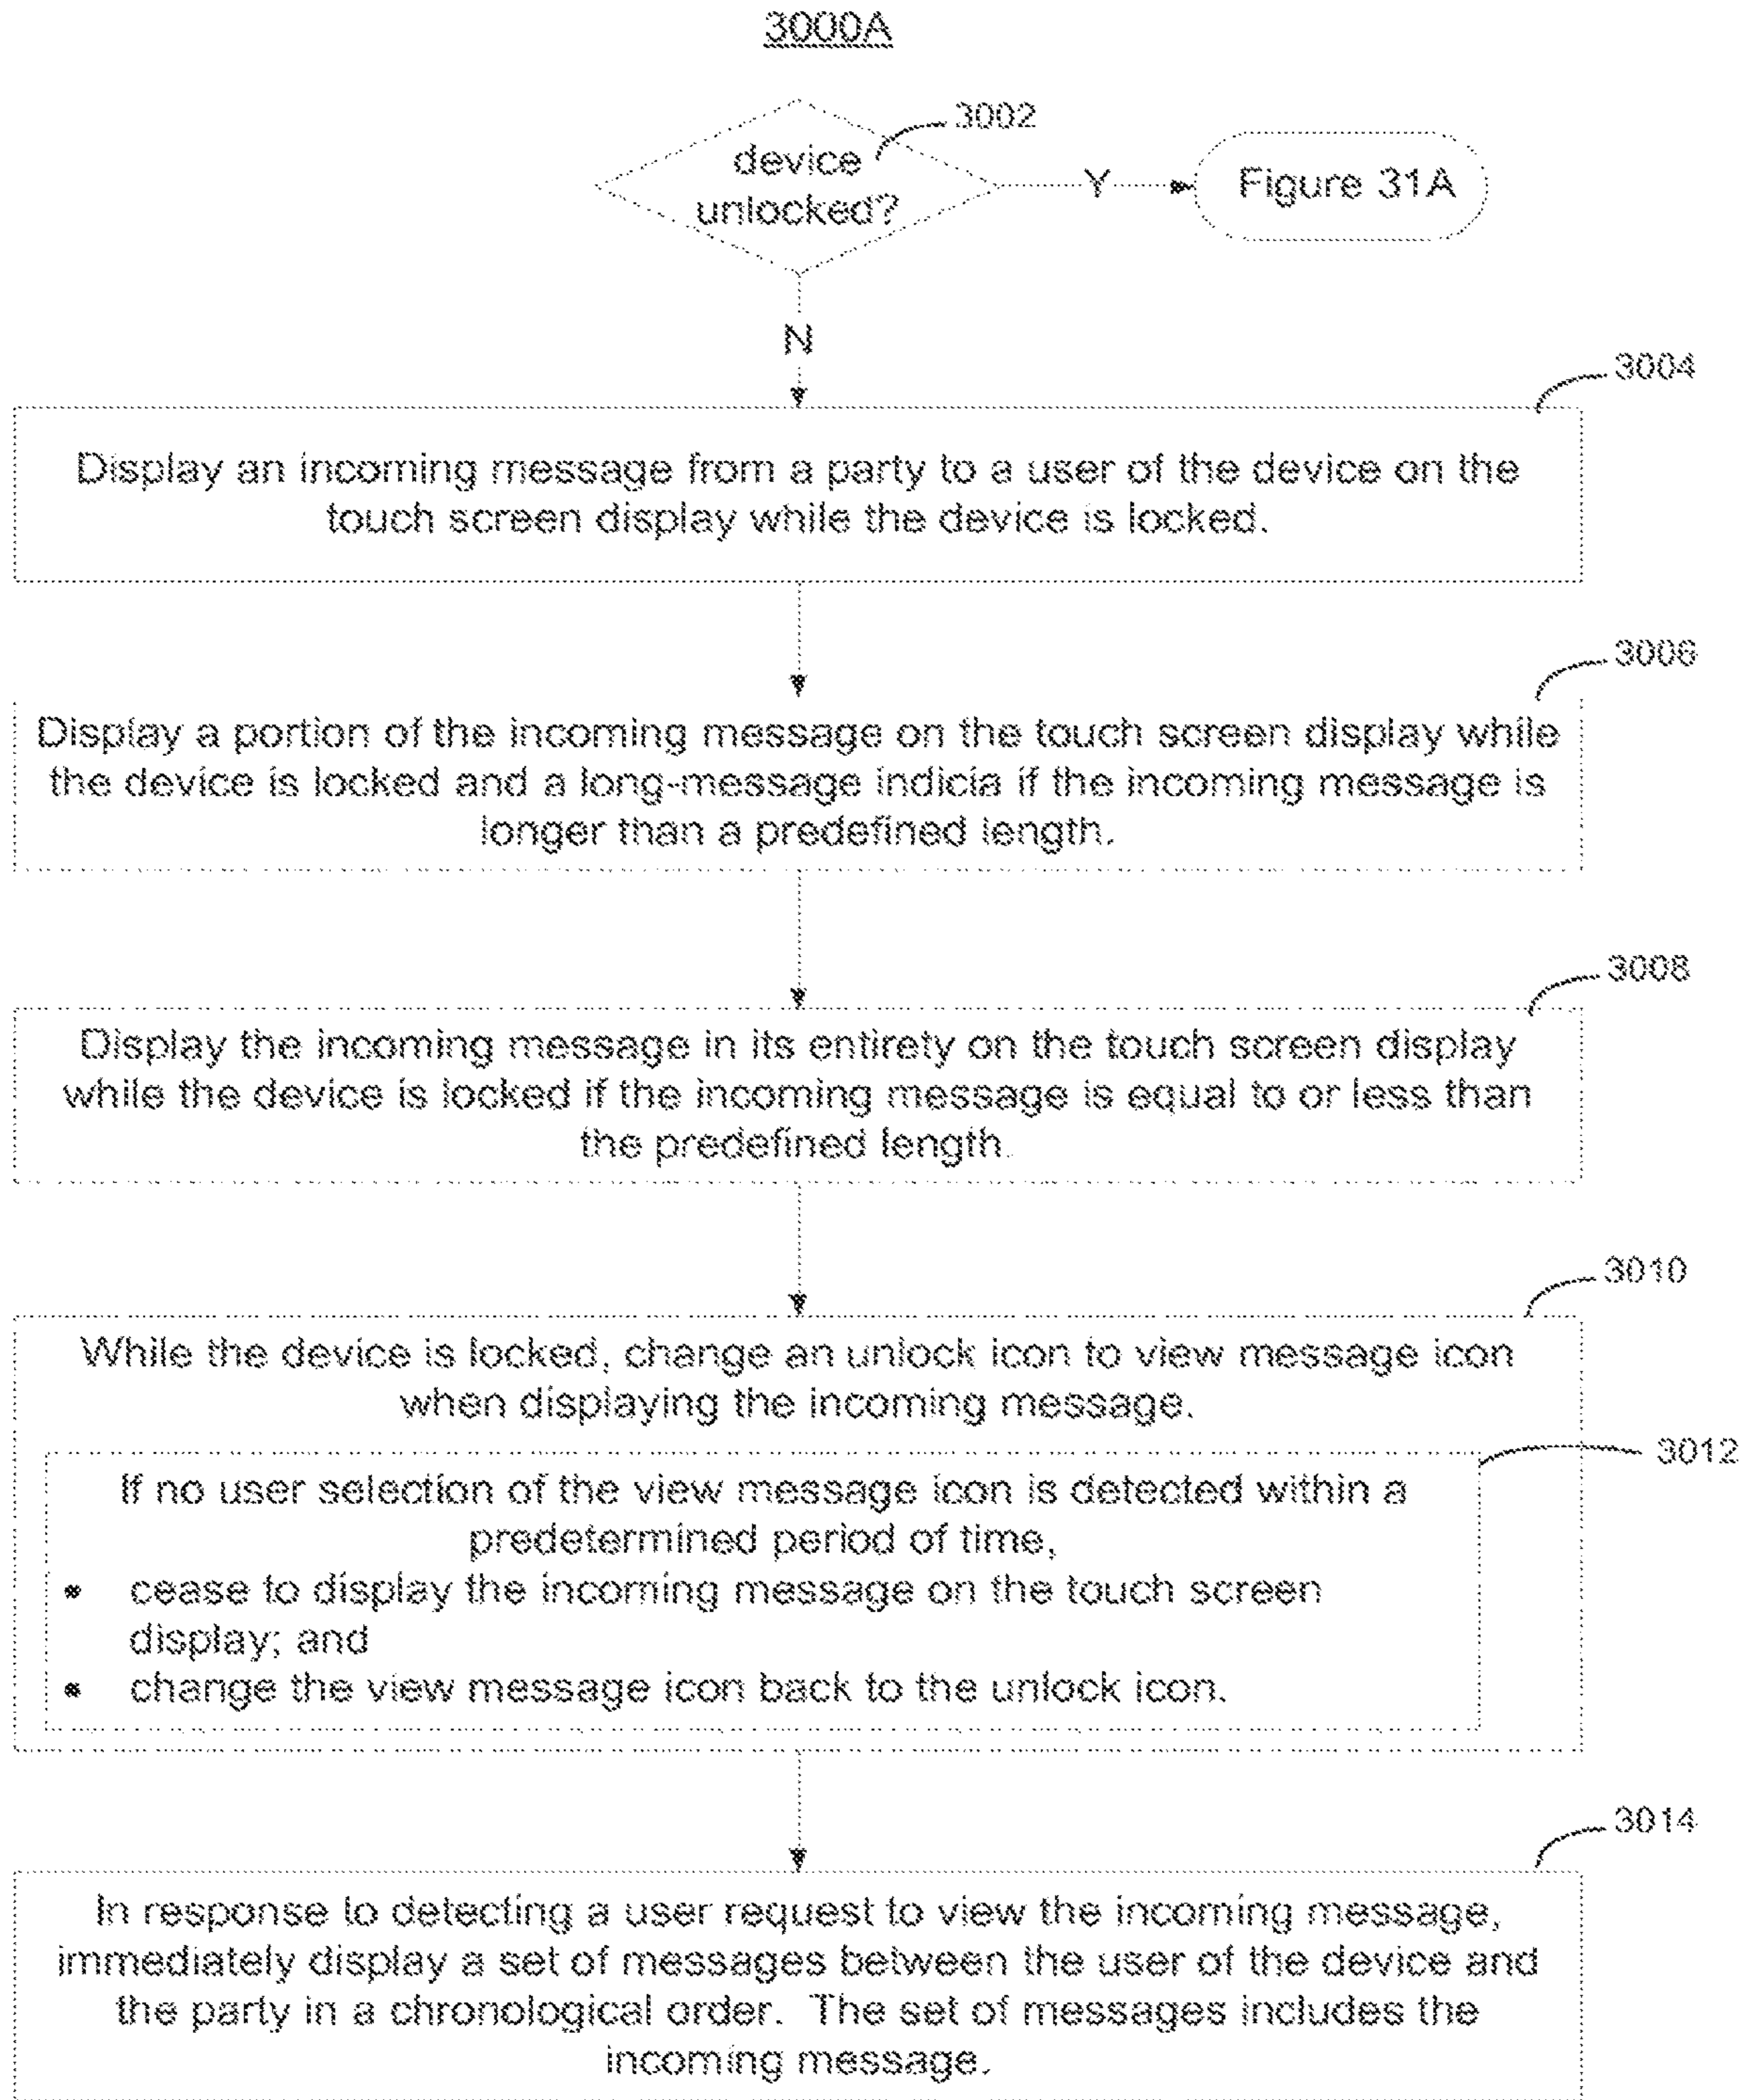 3000A
3002
device
unlocked?
Y
Figure 31A
N
3004
Display an incoming message from a party to a user of the device on the
touch screen display while the device is locked.
3006
Display a portion of the incoming message on the touch screen display while
the device is locked and a long-message indicia if the incoming message is
longer than a predefined length.
3008
Display the incoming message in its entirety on the touch screen display
while the device is locked if the incoming message is equal to or less than
the predefined length.
3010
While the device is locked, change an unlock icon to view message icon
when displaying the incoming message.
3012
If no user selection of the view message icon is detected within a
predetermined period of time,
• cease to display the incoming message on the touch screen
display; and
• change the view message icon back to the unlock icon.
3014
In response to detecting a user request to view the incoming message,
immediately display a set of messages between the user of the device and
the party in a chronological order. The set of messages includes the
incoming message.